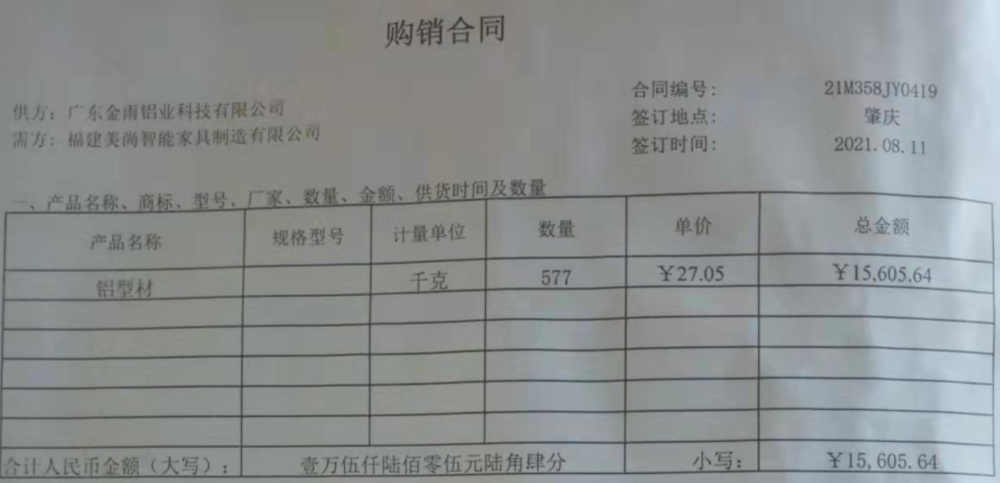 购销合同
合同编号: 21M358JY0419
供方: 广东金雨铝业科技有限公司
签订地点: 肇庆
需方: 福建美尚智能家具制造有限公司
签订时间: 2021.08.11
一、产品名称、商标、型号、厂家、数量、金额、供货时间及数量
产品名称 规格型号 计量单位 数量 单价 总金额
铝型材 千克 577 ￥27.05 ￥15,605.64
合计人民币金额（大写）: 壹万伍仟陆佰零伍元陆角肆分 小写: ￥15,605.64